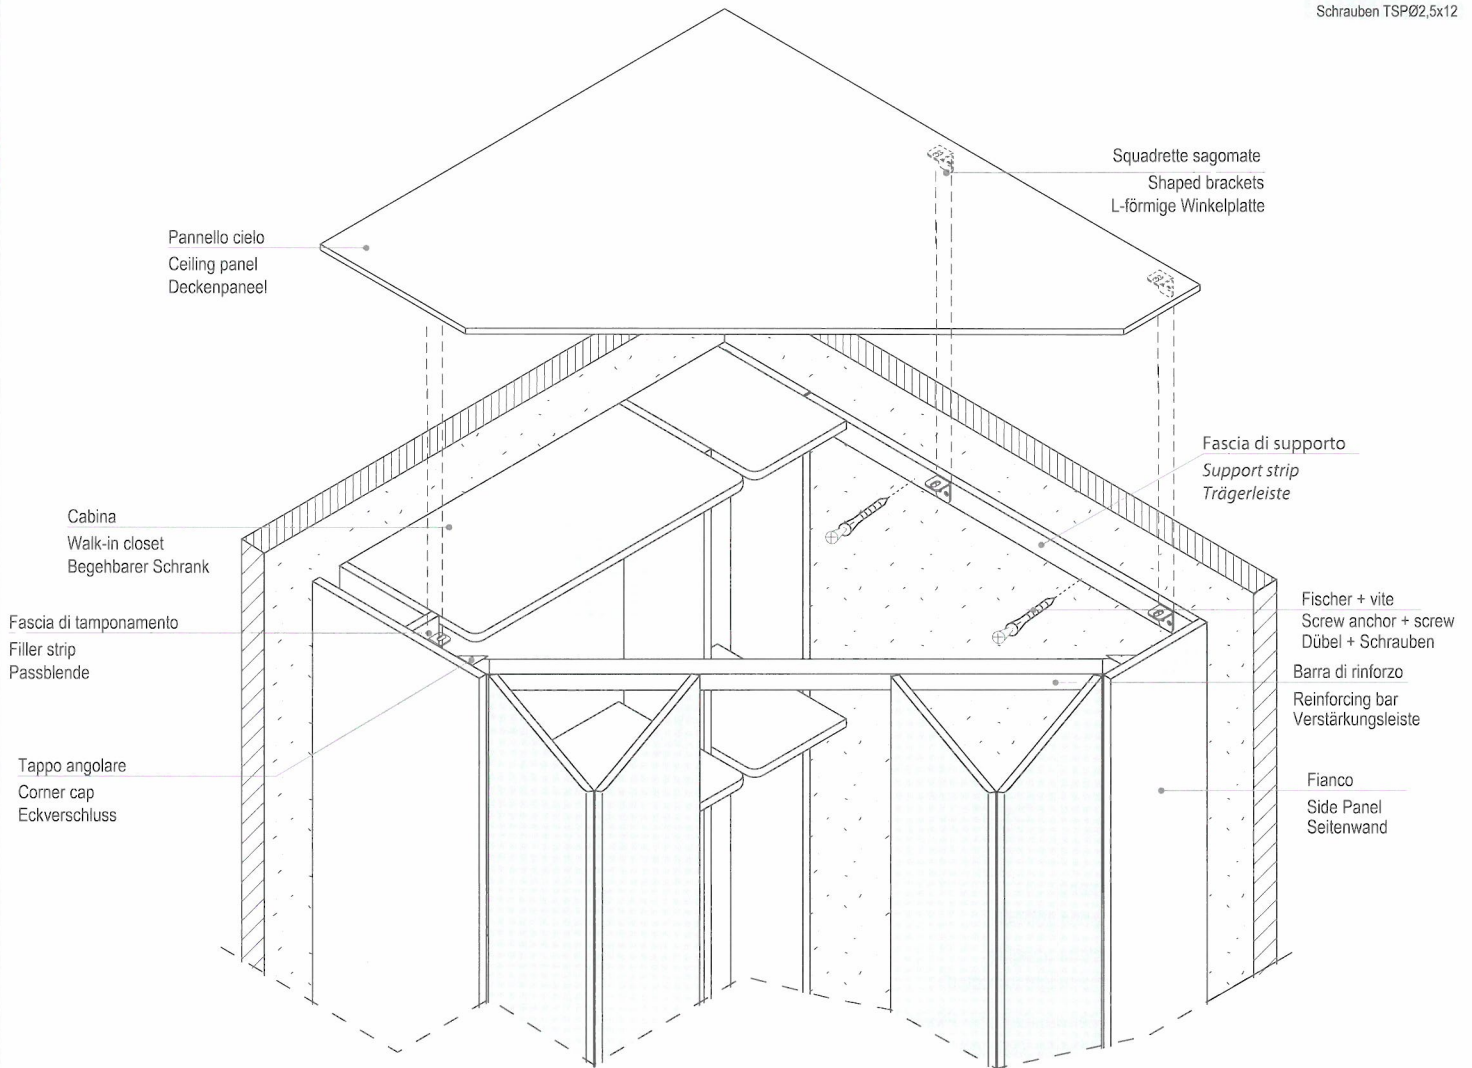 Schrauben TSPØ2,5x12
Squadrette sagomate
Shaped brackets
L-förmige Winkelplatte
Pannello cielo
Ceiling panel
Deckenpaneel
Fascia di supporto
Support strip
Trägerleiste
Cabina
Walk-in closet
Begehbarer Schrank
Fischer + vite
Screw anchor + screw
Dübel + Schrauben
Fascia di tamponamento
Filler strip
Passblende
Barra di rinforzo
Reinforcing bar
Verstärkungsleiste
Tappo angolare
Corner cap
Eckverschluss
Fianco
Side Panel
Seitenwand